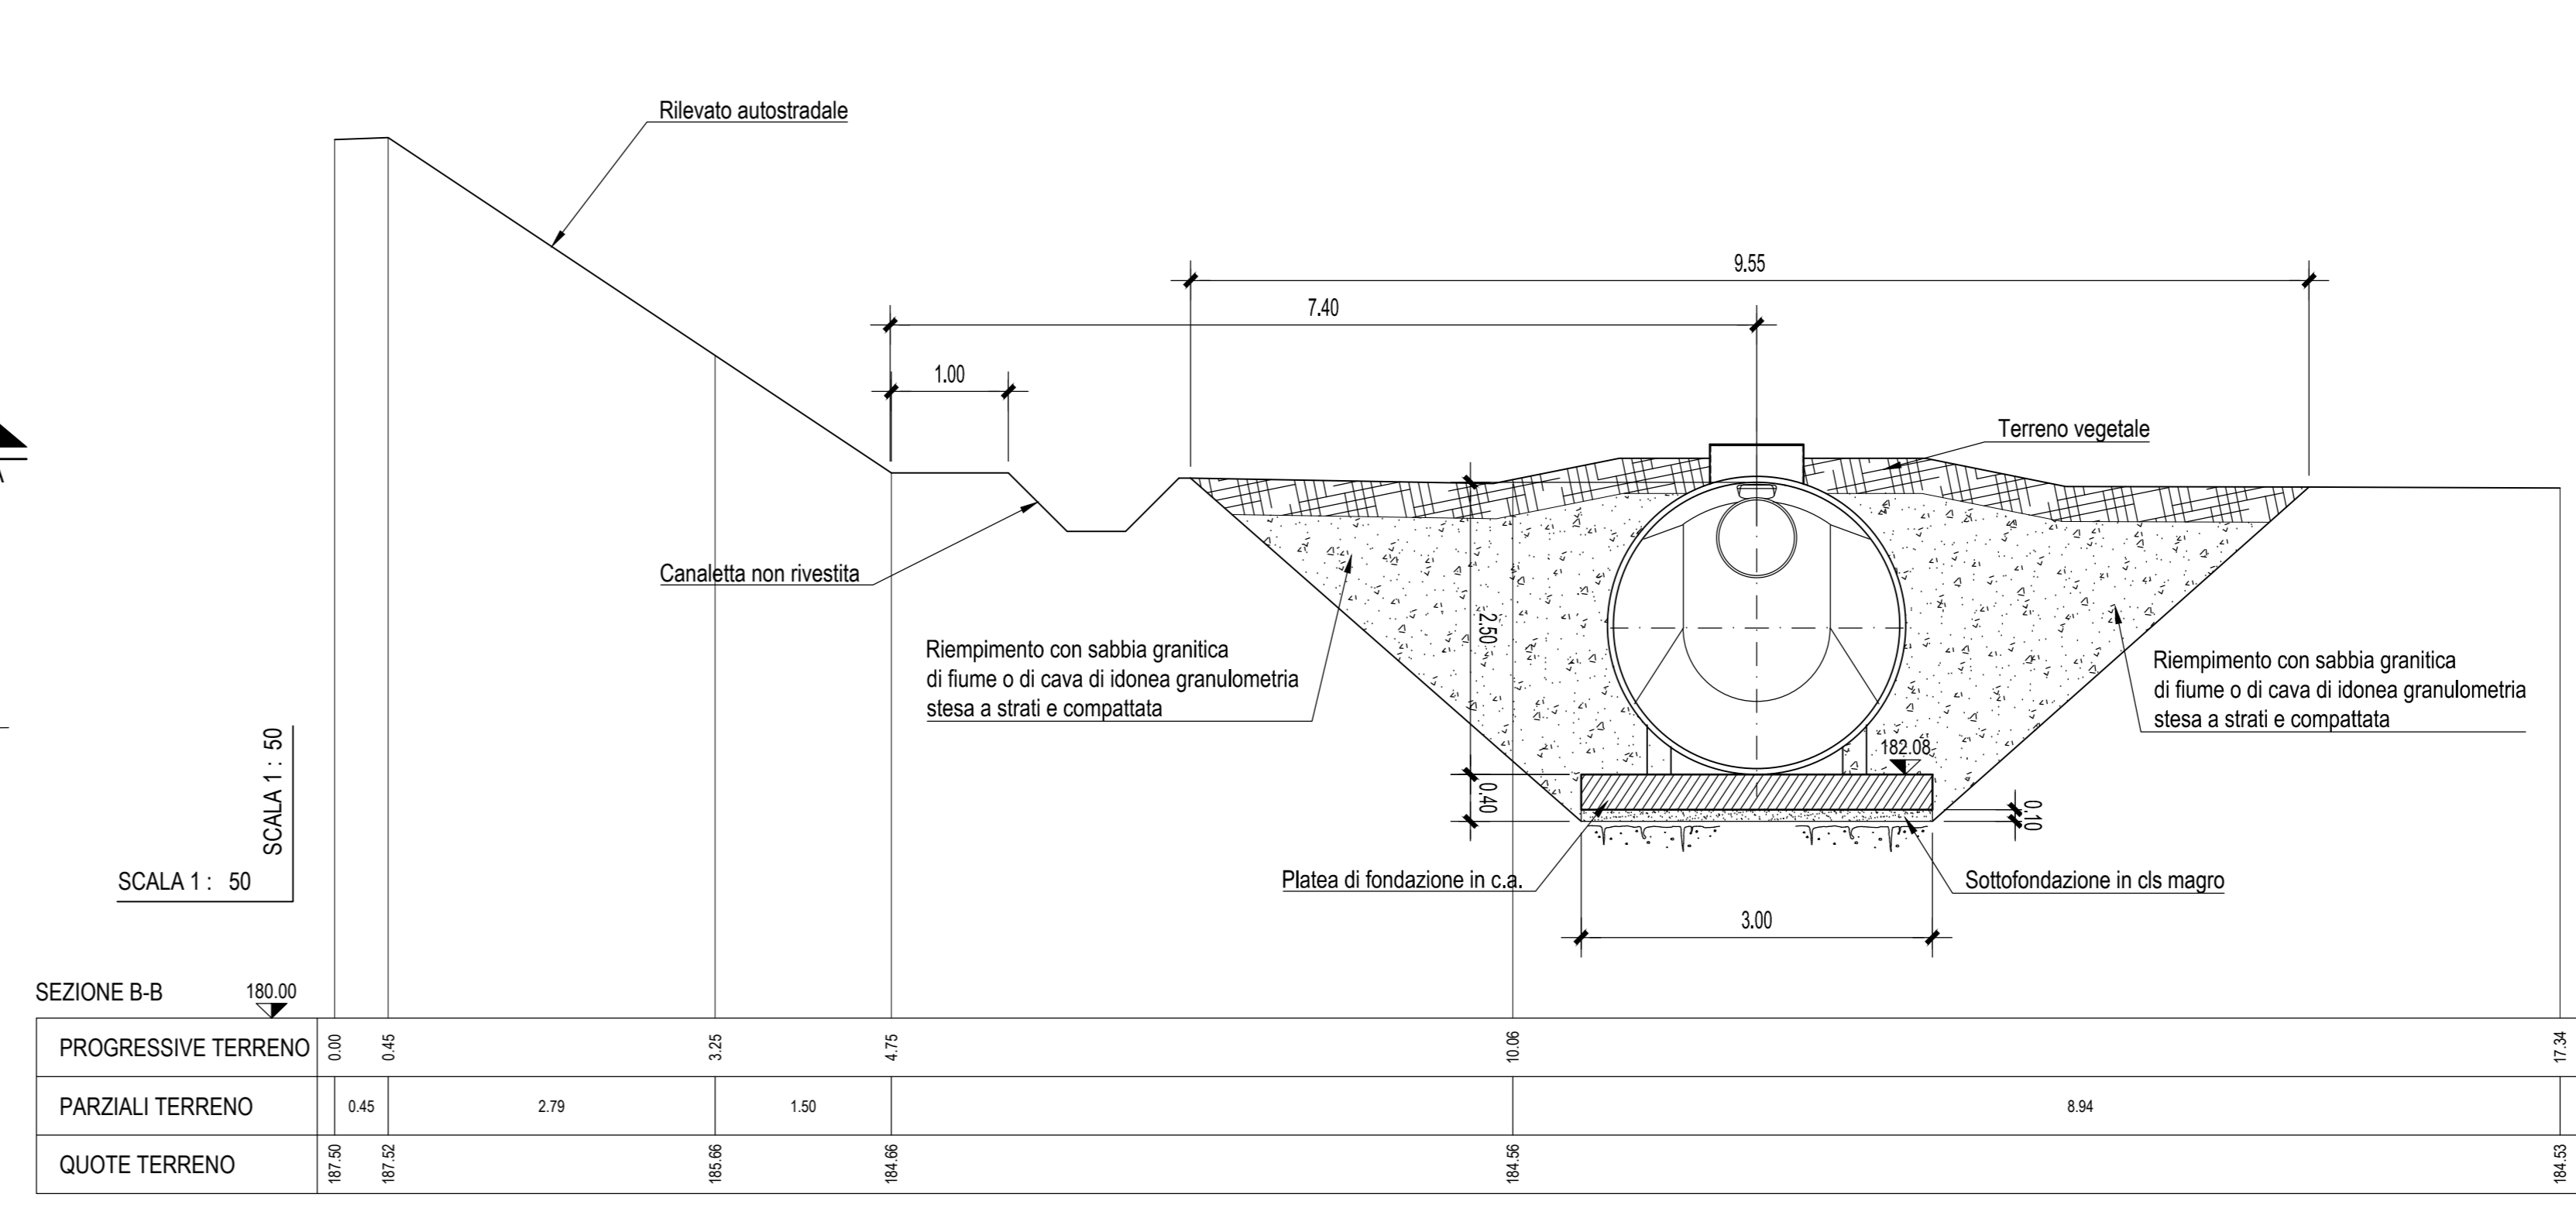 Rilevato autostradale
9.55
7.40
1.00
Terreno vegetale
Canaletta non rivestita
2.50
Riempimento con sabbia granitica
di fiume o di cava di idonea granulometria
stesa a strati e compattata
Riempimento con sabbia granitica
di fiume o di cava di idonea granulometria
stesa a strati e compattata
182.08
0.40
0.10
SCALA 1 : 50
SCALA 1 : 50
Platea di fondazione in c.a.
Sottofondazione in cls magro
3.00
SEZIONE B-B
180.00
PROGRESSIVE TERRENO 0.00 0.45 3.25 4.75 10.06 17.34
PARZIALI TERRENO 0.45 2.79 1.50 8.94
QUOTE TERRENO 187.50 187.52 185.66 184.66 184.56 184.53